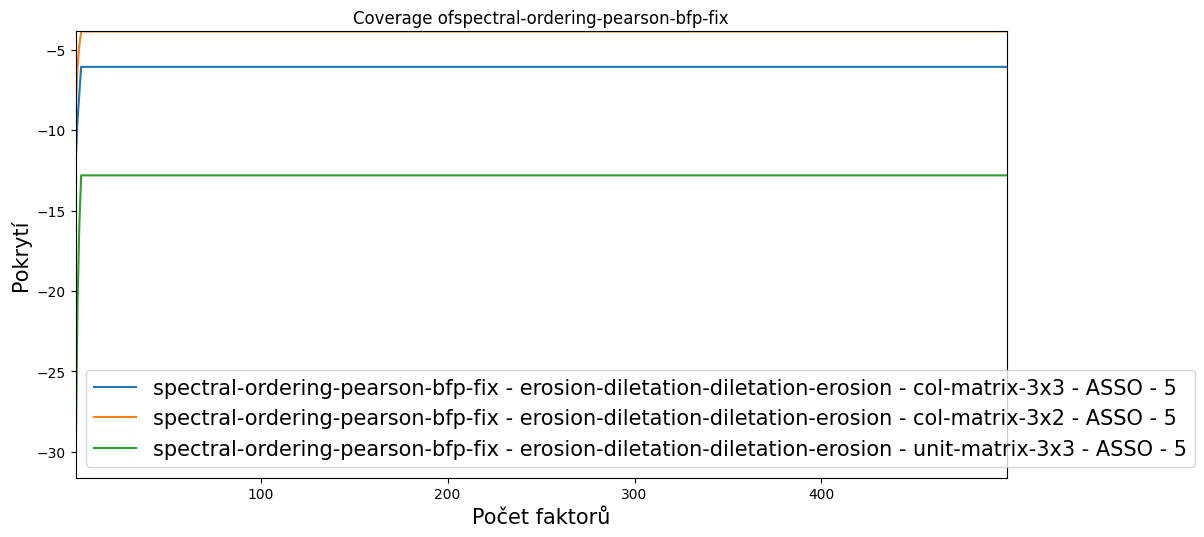 Coverage ofspectral-ordering-pearson-bfp-fix
Pokrytí
−5
−10
−15
−20
−25
−30
spectral-ordering-pearson-bfp-fix - erosion-diletation-diletation-erosion - col-matrix-3x3 - ASSO - 5
spectral-ordering-pearson-bfp-fix - erosion-diletation-diletation-erosion - col-matrix-3x2 - ASSO - 5
spectral-ordering-pearson-bfp-fix - erosion-diletation-diletation-erosion - unit-matrix-3x3 - ASSO - 5
100 200 300 400
Počet faktorů